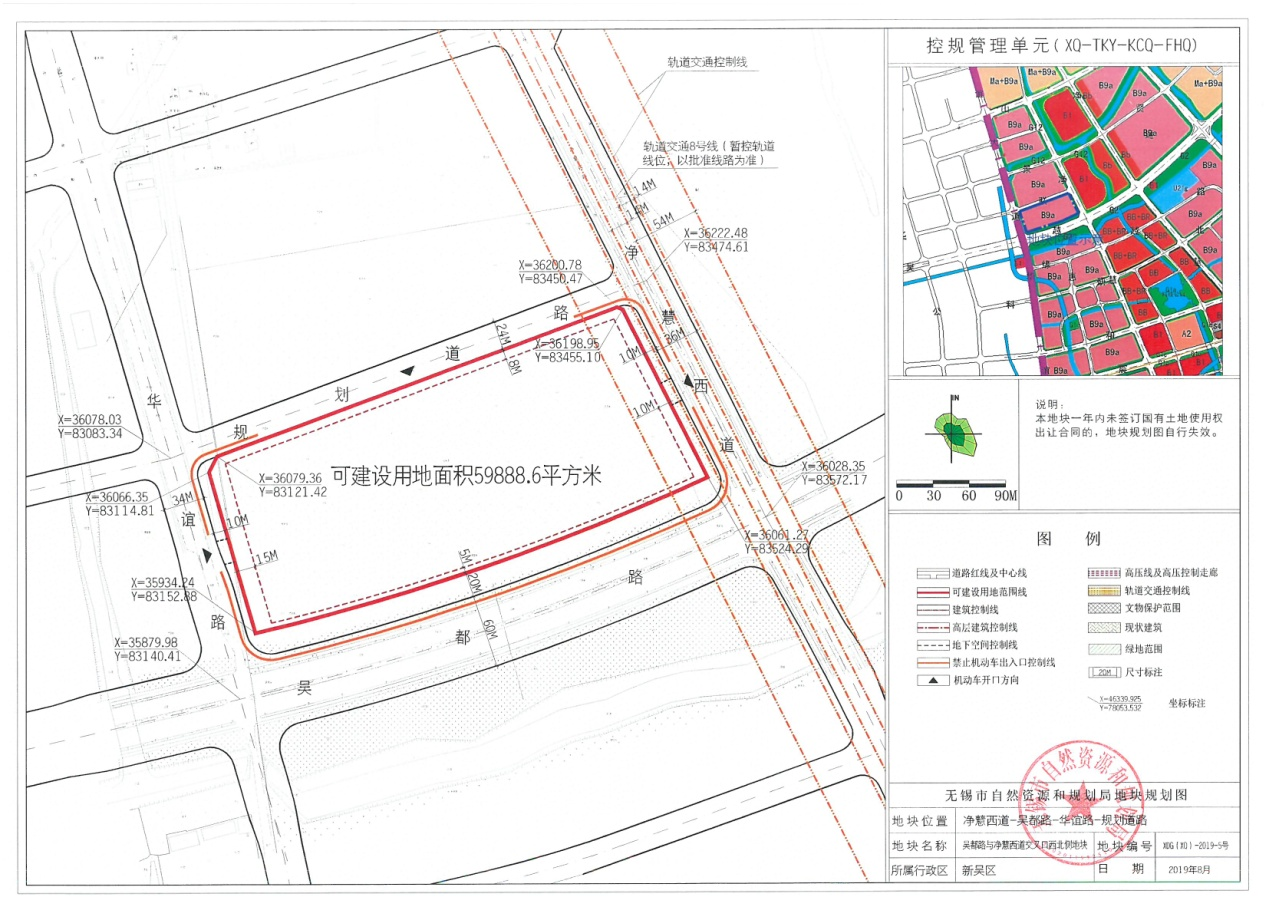 控规管理单元(XQ-TKY-KCQ-FHQ)
轨道交通控制线
轨道交通8号线（暂控轨道
线位，以批准线路为准）
14M
54M
X=36222.48
Y=83474.61
X=36200.78
Y=83450.47
净
慧
西
道
路
道
划
规
24M
8M
X=36198.95
Y=83455.10
10M
36M
10M
华
谊
路
X=36078.03
Y=83083.34
X=36079.36
Y=83121.42
可建设用地面积59888.6平方米
X=36028.35
Y=83572.17
X=36066.35
Y=83114.81
34M
10M
15M
X=36061.27
Y=83524.29
5M
20M
60M
X=35934.24
Y=83152.88
X=35879.98
Y=83140.41
吴
都
路
说明：
本地块一年内未签订国有土地使用权
出让合同的，地块规划图自行失效。
N
0 30 60 90M
图 例
道路红线及中心线
可建设用地范围线
建筑控制线
高层建筑控制线
地下空间控制线
禁止机动车出入口控制线
机动车开口方向
高压线及高压控制走廊
轨道交通控制线
文物保护范围
现状建筑
绿地范围
20M 尺寸标注
X=46339.925
Y=78053.532
坐标标注
无锡市自然资源和规划局地块规划图
地块位置 净慧西道-吴都路-华谊路-规划道路
地块名称 吴都路与净慧西道交叉口西北侧地块 地块编号 XDG(XQ)-2019-5号
所属行政区 新吴区 日 期 2019年8月